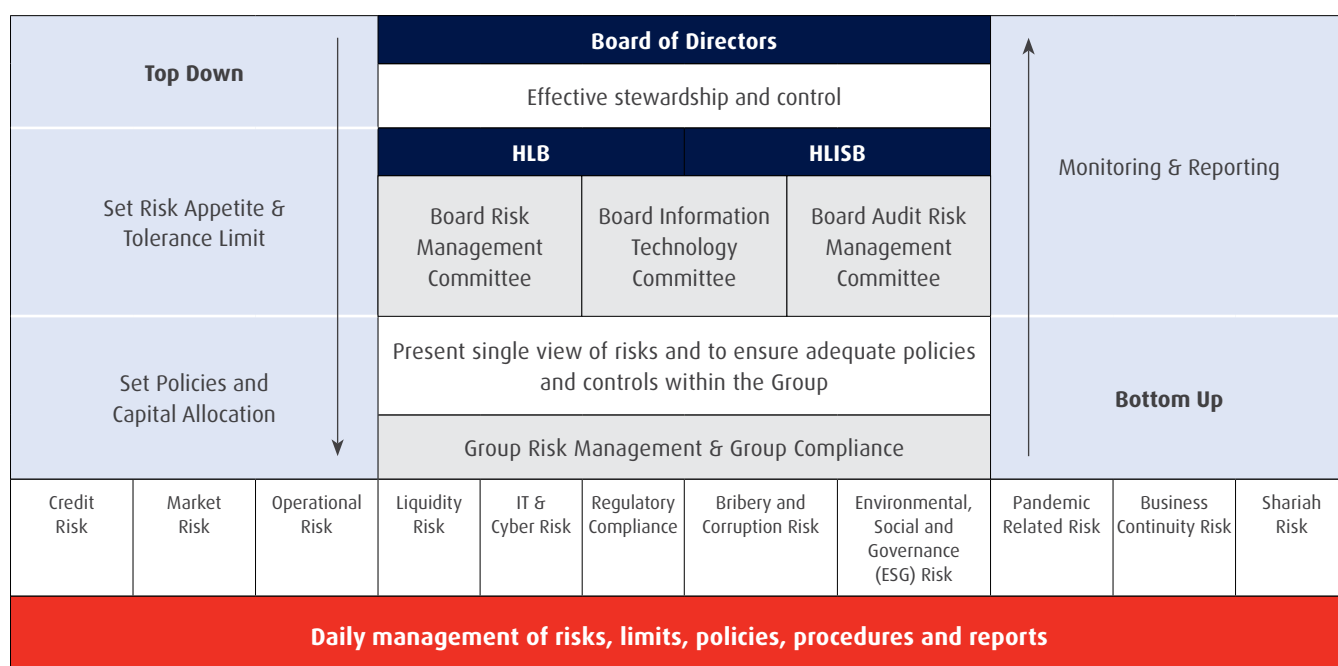 Board of Directors
Top Down
Effective stewardship and control
HLB
HLISB
Monitoring & Reporting
Set Risk Appetite &
Tolerance Limit
Board Risk
Management
Committee
Board Information
Technology
Committee
Board Audit Risk
Management
Committee
Present single view of risks and to ensure adequate policies
and controls within the Group
Set Policies and
Capital Allocation
Bottom Up
Group Risk Management & Group Compliance
Credit
Risk
Market
Risk
Operational
Risk
Liquidity
Risk
IT &
Cyber Risk
Regulatory
Compliance
Bribery and
Corruption Risk
Environmental,
Social and
Governance
(ESG) Risk
Pandemic
Related Risk
Business
Continuity Risk
Shariah
Risk
Daily management of risks, limits, policies, procedures and reports